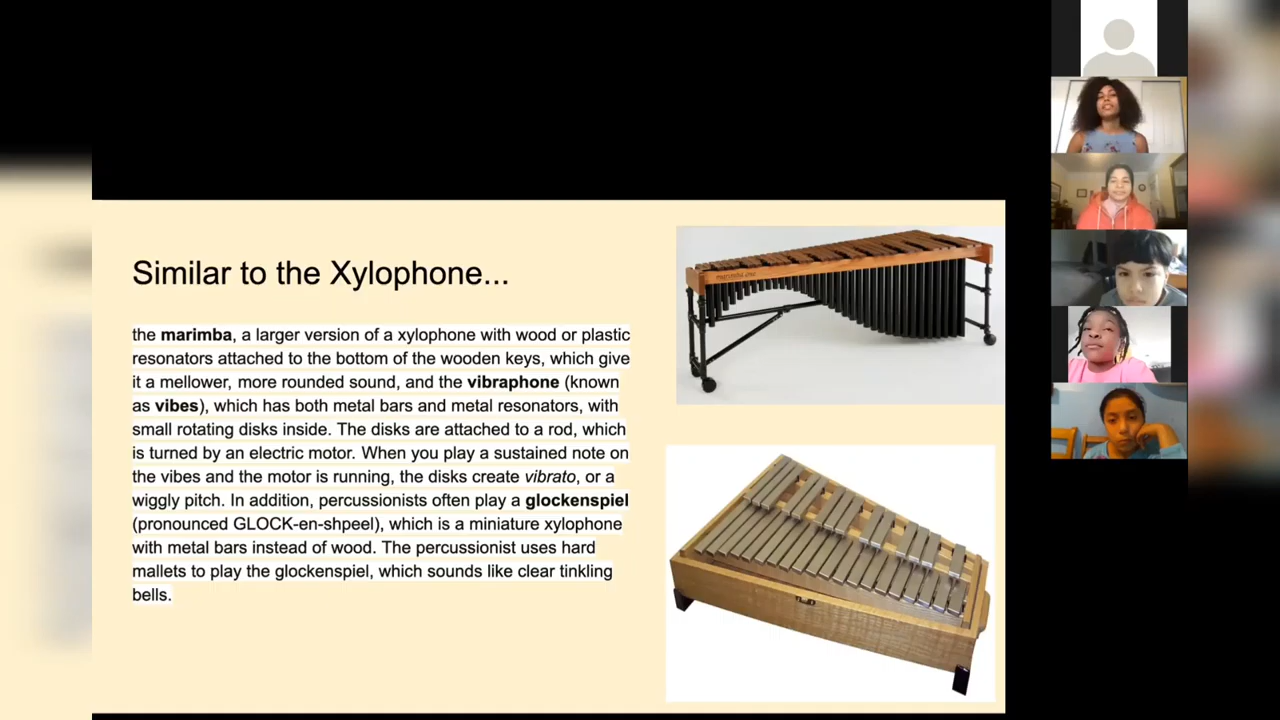 Similar to the Xylophone...
the marimba, a larger version of a xylophone with wood or plastic
resonators attached to the bottom of the wooden keys, which give
it a mellower, more rounded sound, and the vibraphone (known
as vibes), which has both metal bars and metal resonators, with
small rotating disks inside. The disks are attached to a rod, which
is turned by an electric motor. When you play a sustained note on
the vibes and the motor is running, the disks create vibrato, or a
wiggly pitch. In addition, percussionists often play a glockenspiel
(pronounced GLOCK-en-shpeel), which is a miniature xylophone
with metal bars instead of wood. The percussionist uses hard
mallets to play the glockenspiel, which sounds like clear tinkling
bells.
marimba one